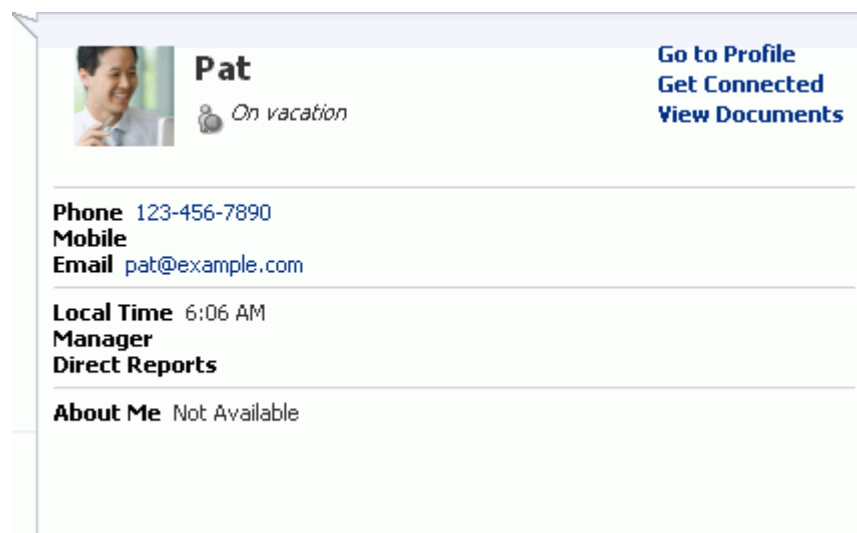 Pat
On vacation
Go to Profile
Get Connected
View Documents
Phone 123-456-7890
Mobile
Email pat@example.com
Local Time 6:06 AM
Manager
Direct Reports
About Me Not Available